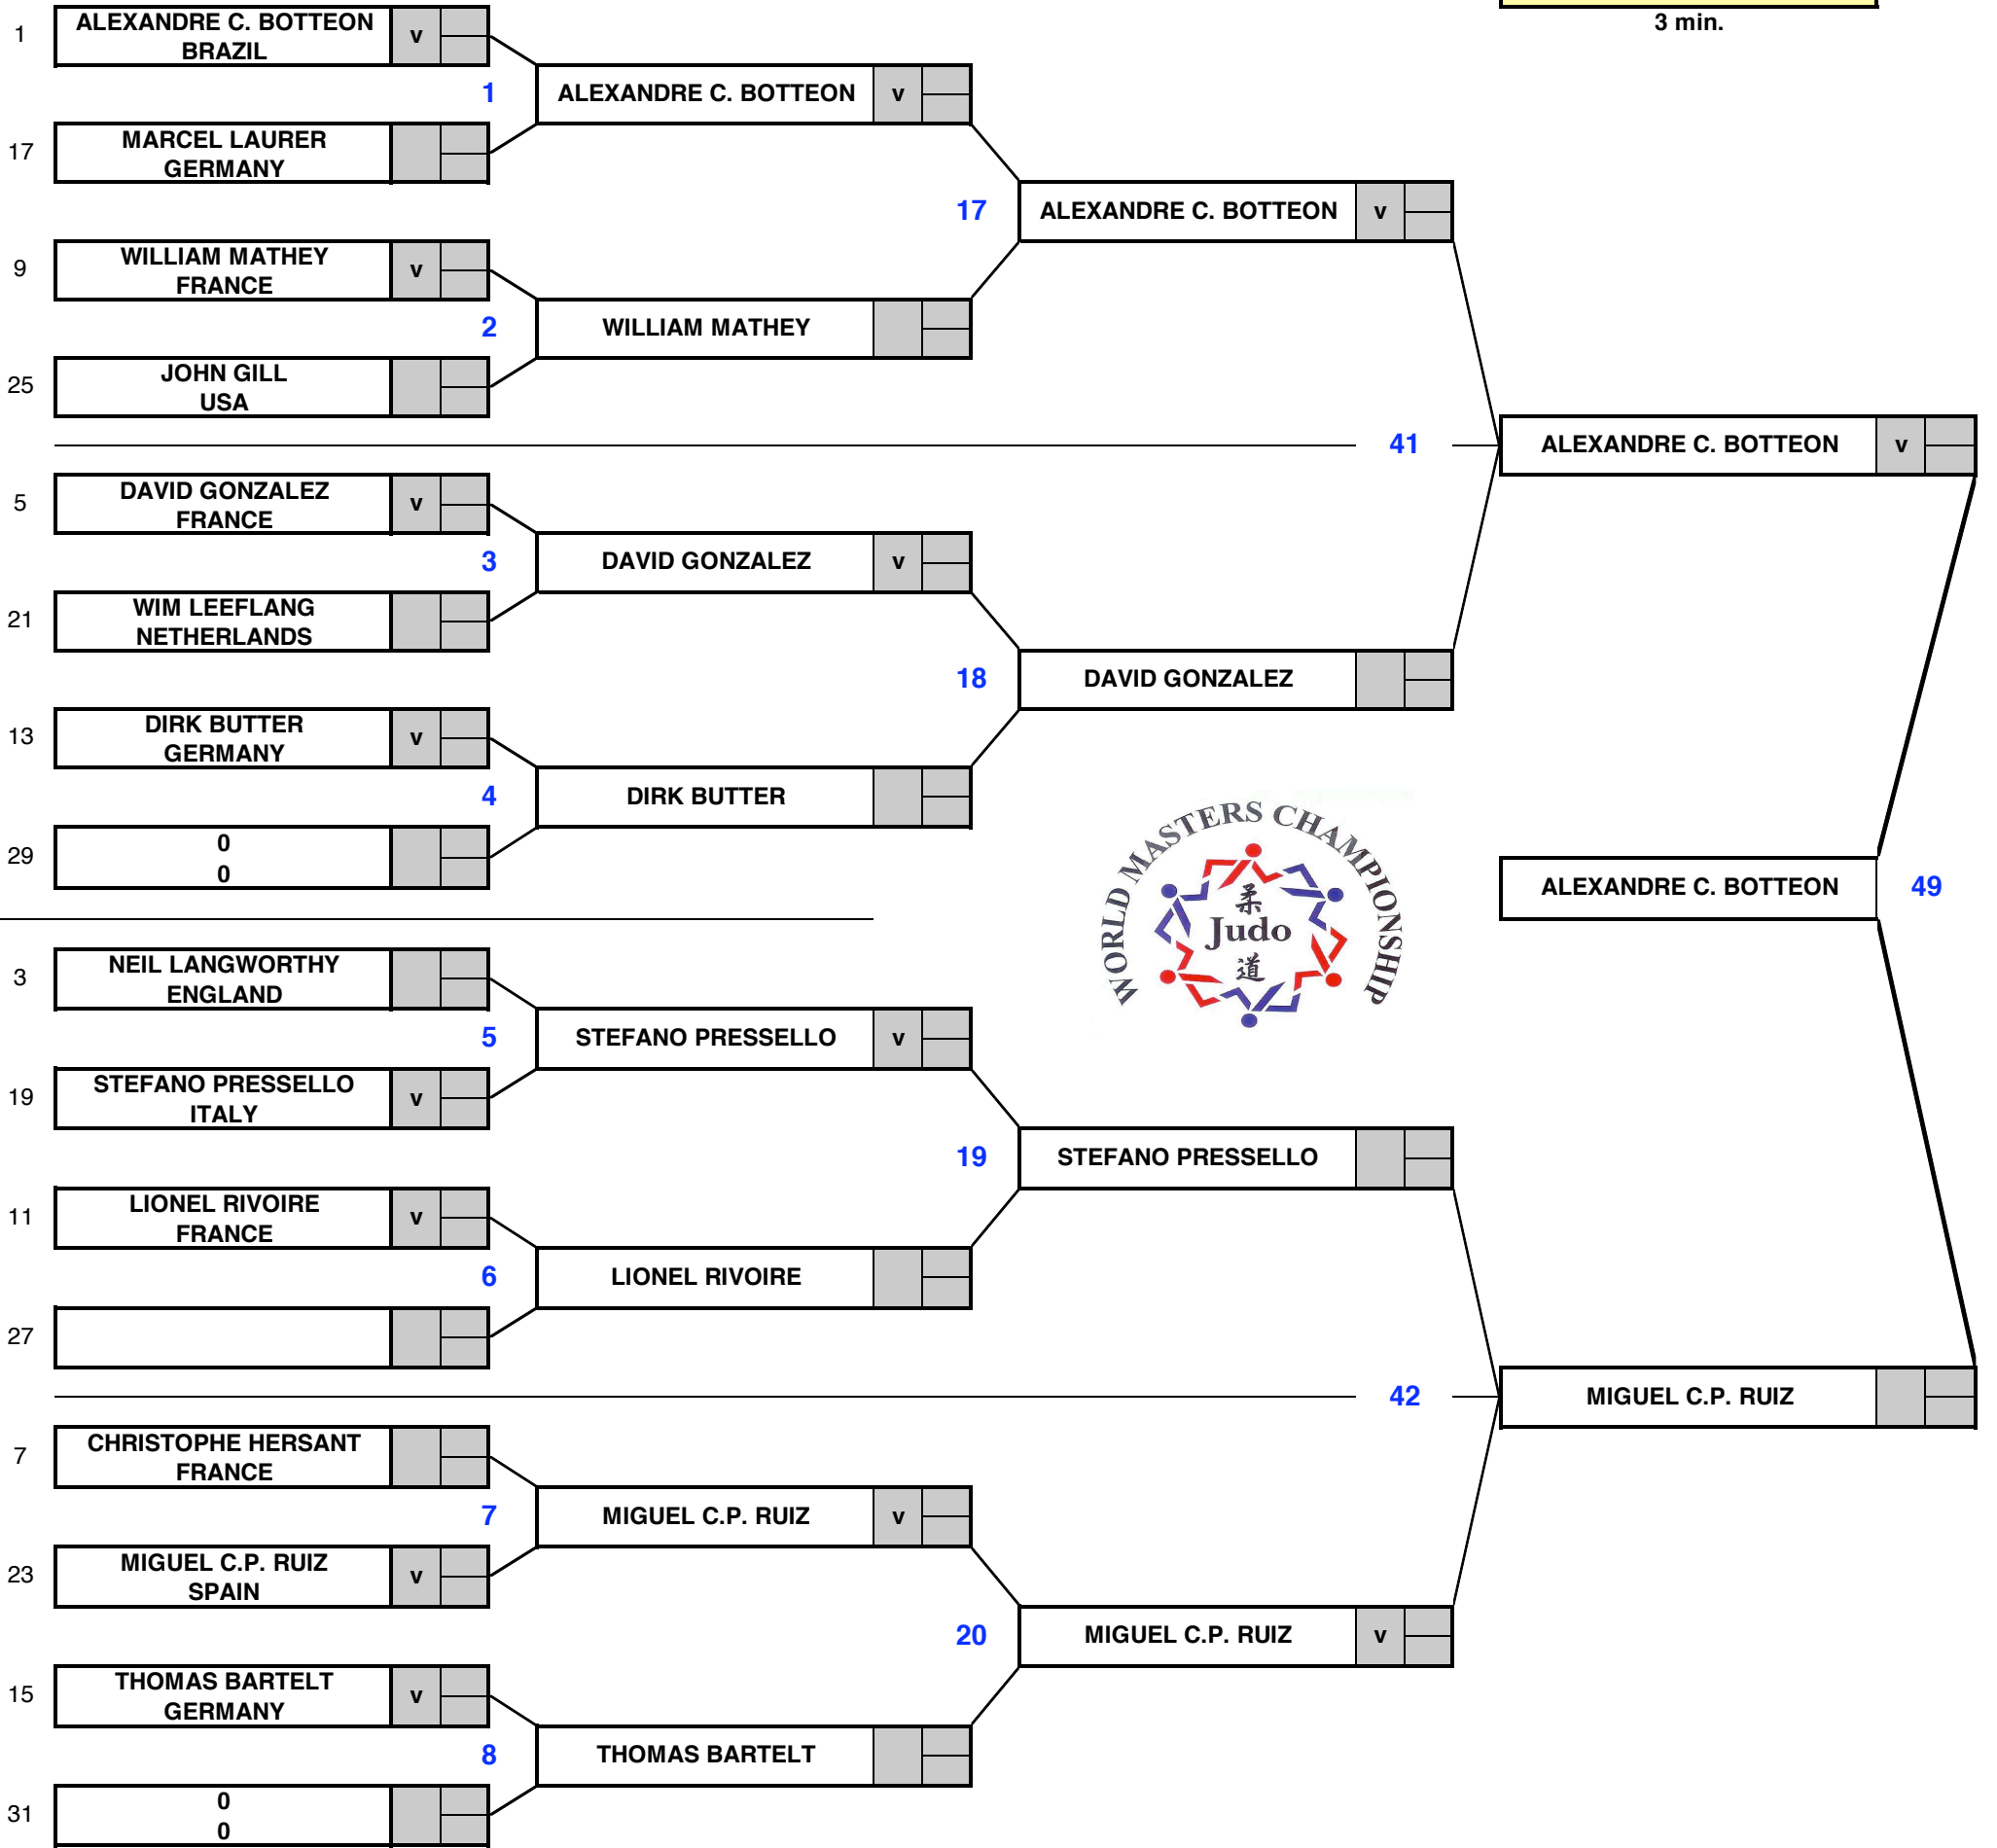 3 min.
1
ALEXANDRE C. BOTTEON
BRAZIL
v
1
ALEXANDRE C. BOTTEON
v
17
MARCEL LAURER
GERMANY
17
ALEXANDRE C. BOTTEON
v
9
WILLIAM MATHEY
FRANCE
v
2
WILLIAM MATHEY
25
JOHN GILL
USA
41
ALEXANDRE C. BOTTEON
v
5
DAVID GONZALEZ
FRANCE
v
3
DAVID GONZALEZ
v
21
WIM LEEFLANG
NETHERLANDS
18
DAVID GONZALEZ
13
DIRK BUTTER
GERMANY
v
4
DIRK BUTTER
29
0
0
WORLD MASTERS CHAMPIONSHIP
柔
Judo
道
ALEXANDRE C. BOTTEON
49
3
NEIL LANGWORTHY
ENGLAND
5
STEFANO PRESSELLO
v
19
STEFANO PRESSELLO
ITALY
v
19
STEFANO PRESSELLO
11
LIONEL RIVOIRE
FRANCE
v
6
LIONEL RIVOIRE
27
42
MIGUEL C.P. RUIZ
7
CHRISTOPHE HERSANT
FRANCE
7
MIGUEL C.P. RUIZ
v
23
MIGUEL C.P. RUIZ
SPAIN
v
20
MIGUEL C.P. RUIZ
v
15
THOMAS BARTELT
GERMANY
v
8
THOMAS BARTELT
31
0
0